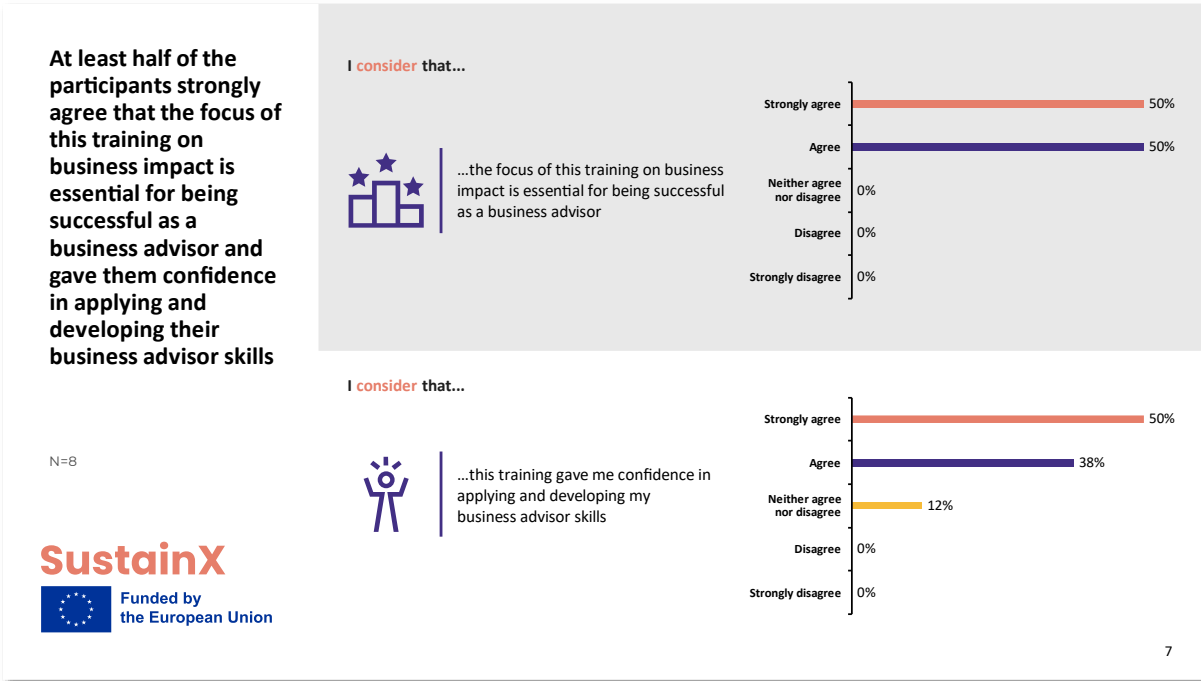 At least half of the
participants strongly
agree that the focus of
this training on
business impact is
essential for being
successful as a
business advisor and
gave them confidence
in applying and
developing their
business advisor skills
N=8
SustainX
Funded by
the European Union
I consider that...
...the focus of this training on business
impact is essential for being successful
as a business advisor
Strongly agree 50%
Agree 50%
Neither agree
nor disagree 0%
Disagree 0%
Strongly disagree 0%
I consider that...
...this training gave me confidence in
applying and developing my
business advisor skills
Strongly agree 50%
Agree 38%
Neither agree
nor disagree 12%
Disagree 0%
Strongly disagree 0%
7